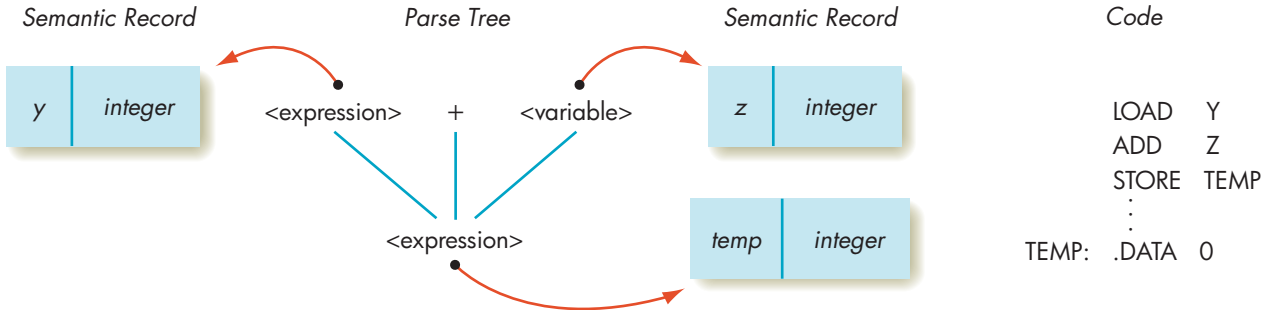 Semantic Record
Parse Tree
Semantic Record
Code
y integer
<expression> + <variable>
z integer
LOAD Y
ADD Z
STORE TEMP
<expression>
temp integer
TEMP: .DATA 0